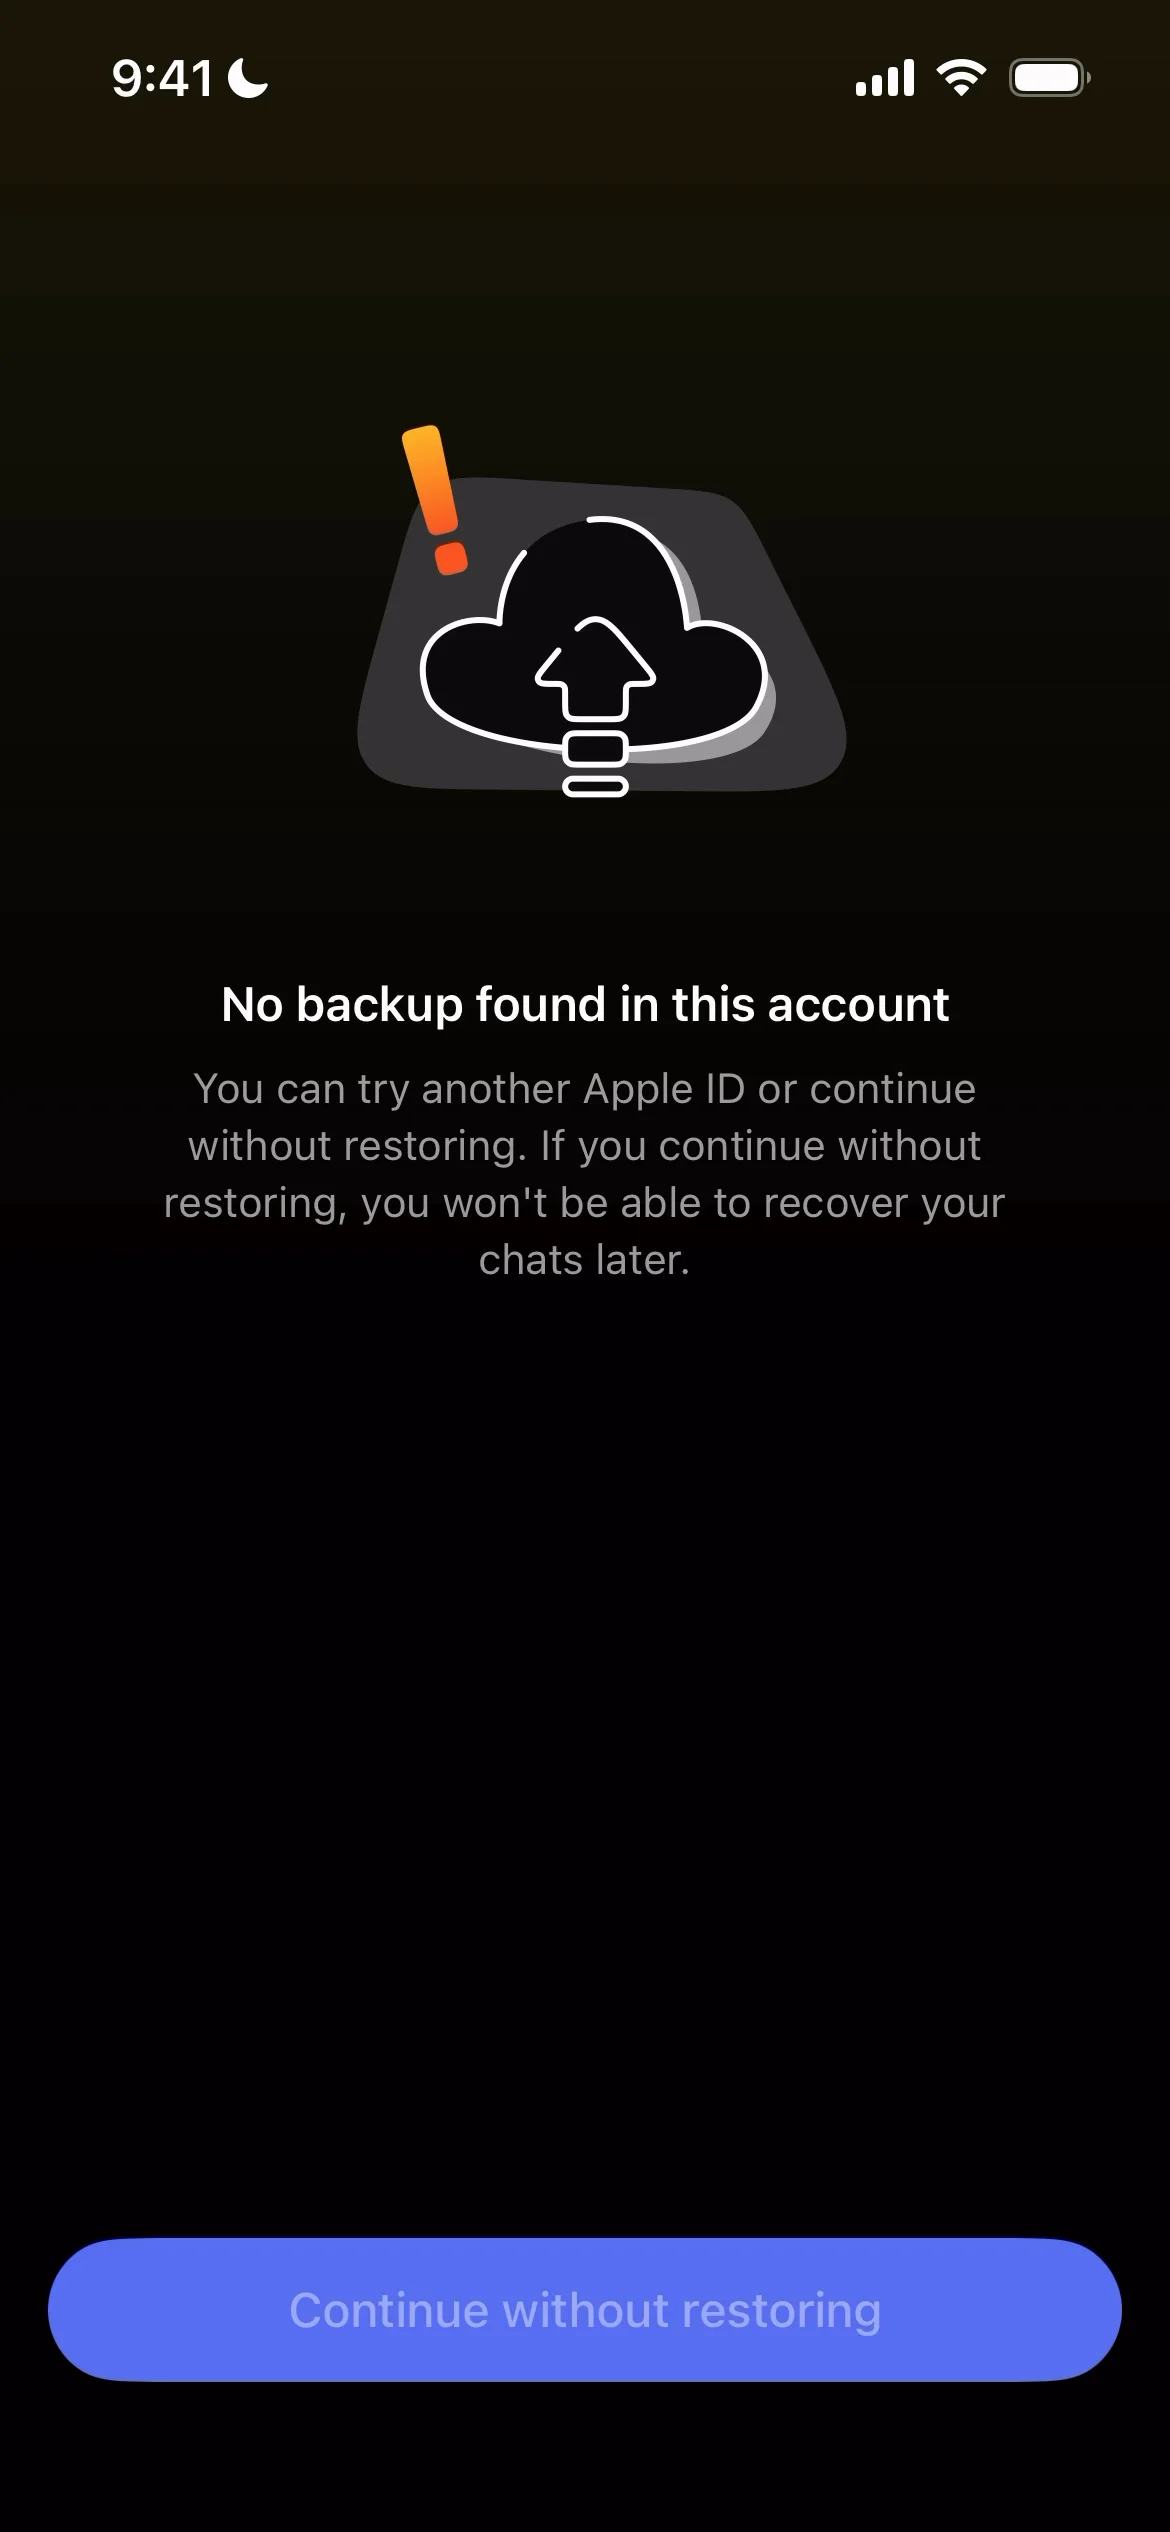 9:41
No backup found in this account
You can try another Apple ID or continue
without restoring. If you continue without
restoring, you won't be able to recover your
chats later.
Continue without restoring